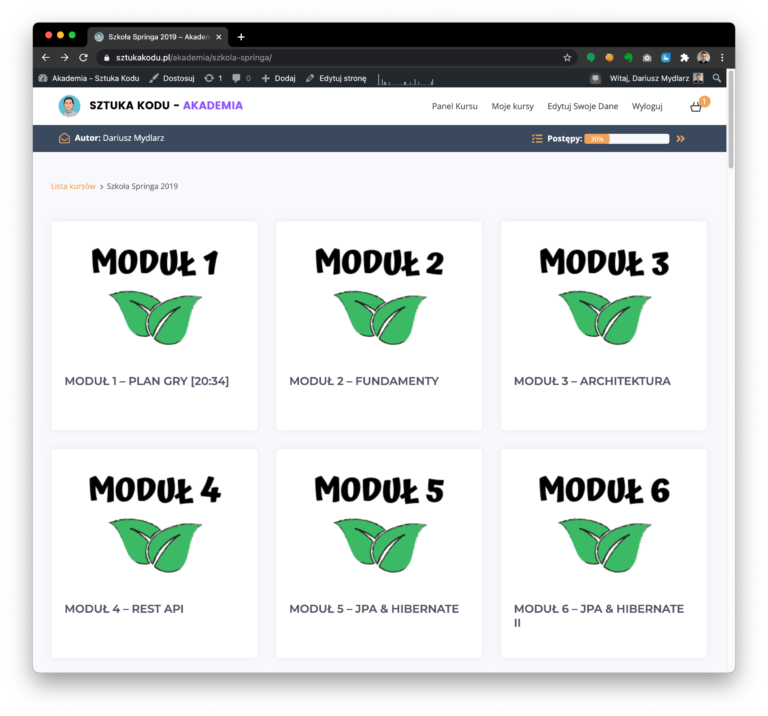 Szkoła Springa 2019 – Akadem
sztukakodu.pl/akademia/szkola-springa/
Akademia - Sztuka Kodu Dostosuj 1 0 Dodaj Edytuj stronę Witaj, Dariusz Mydlarz
SZTUKA KODU - AKADEMIA Panel Kursu Moje kursy Edytuj Swoje Dane Wyloguj 1
Autor: Dariusz Mydlarz Postępy: 30%
Lista kursów > Szkoła Springa 2019
MODUŁ 1 MODUŁ 2 MODUŁ 3
MODUŁ 1 – PLAN GRY [20:34] MODUŁ 2 – FUNDAMENTY MODUŁ 3 – ARCHITEKTURA
MODUŁ 4 MODUŁ 5 MODUŁ 6
MODUŁ 4 – REST API MODUŁ 5 – JPA & HIBERNATE MODUŁ 6 – JPA & HIBERNATE
II